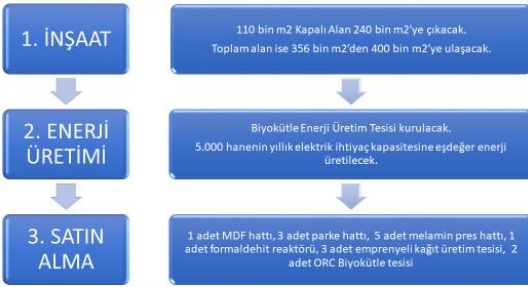 1. İNŞAAT
110 bin m2 Kapalı Alan 240 bin m2'ye çıkacak.
Toplam alan ise 356 bin m2'den 400 bin m2'ye ulaşacak.
2. ENERJİ
ÜRETİMİ
Biyokütle Enerji Üretim Tesisi kurulacak.
5.000 hanenin yıllık elektrik ihtiyaç kapasitesine eşdeğer enerji
üretilecek.
3. SATIN
ALMA
1 adet MDF hattı, 3 adet parke hattı, 5 adet melamin pres hattı, 1
adet formaldehit reaktörü, 3 adet emprenyeli kağıt üretim tesisi, 2
adet ORC Biyokütle tesisi